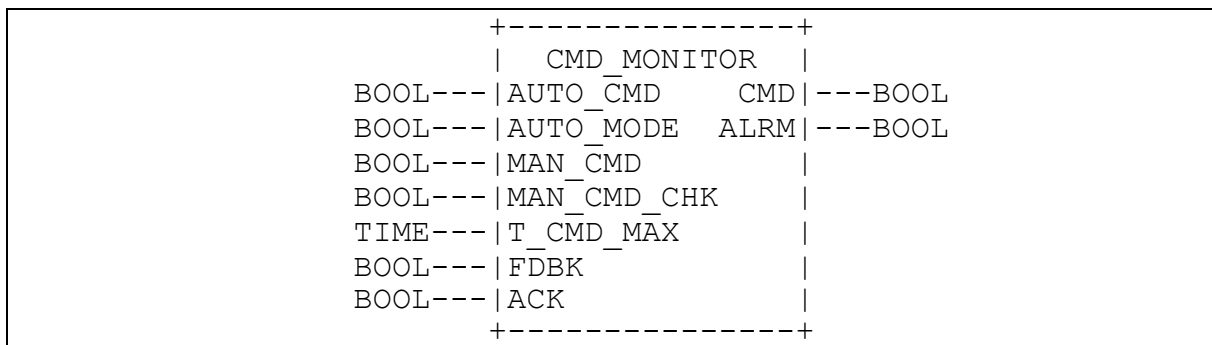 +---------------+
| CMD_MONITOR |
BOOL---|AUTO_CMD CMD|---BOOL
BOOL---|AUTO_MODE ALRM|---BOOL
BOOL---|MAN_CMD |
BOOL---|MAN_CMD_CHK |
TIME---|T_CMD_MAX |
BOOL---|FDBK |
BOOL---|ACK |
+---------------+